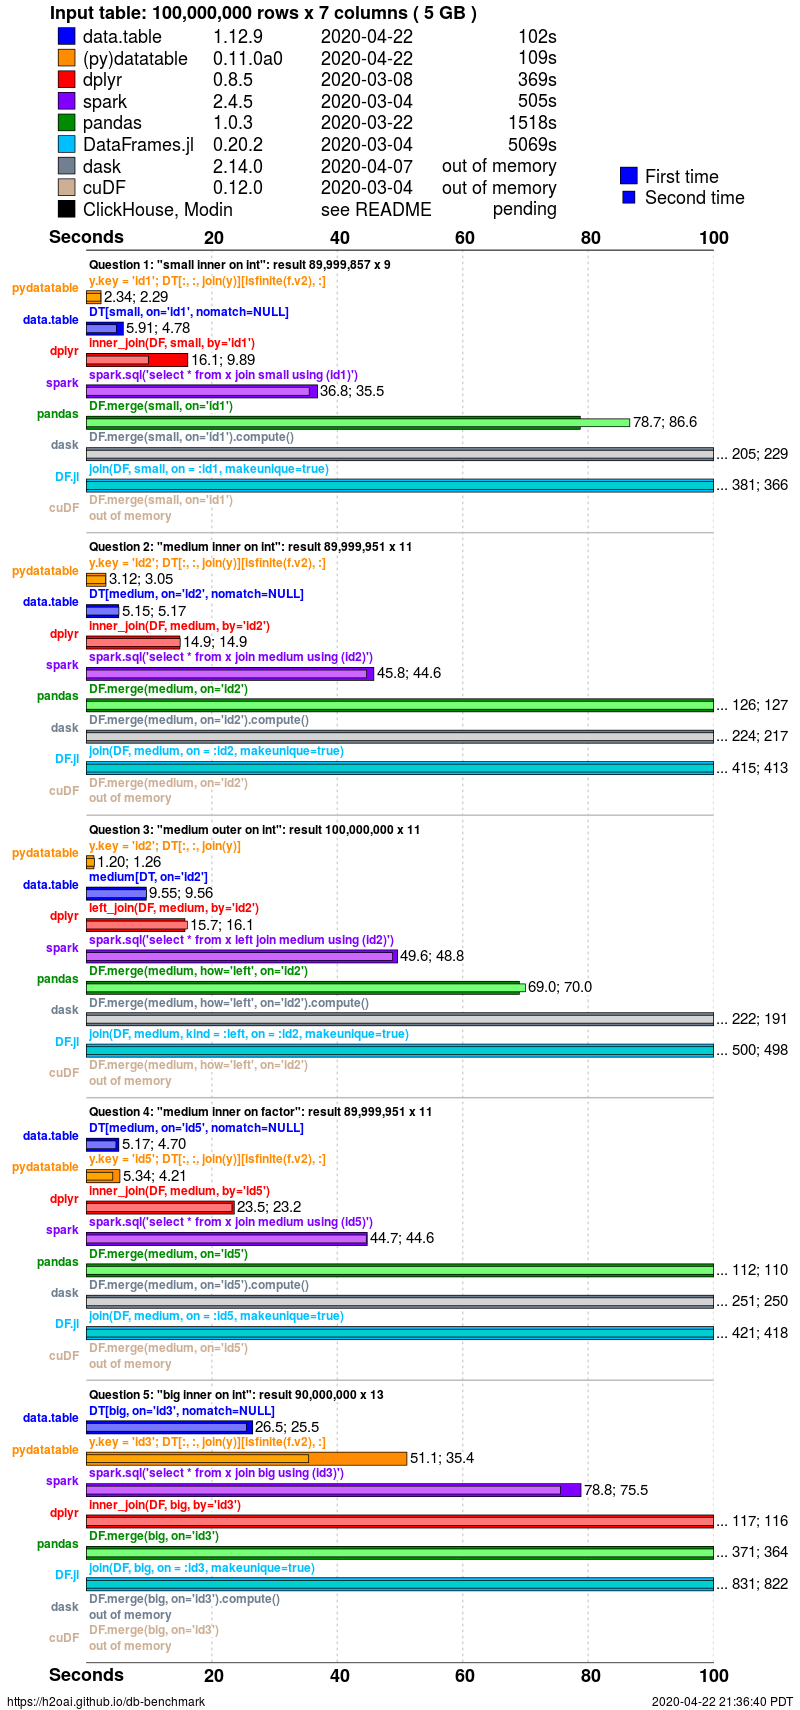 Input table: 100,000,000 rows x 7 columns ( 5 GB )
data.table 1.12.9 2020-04-22 102s
(py)datatable 0.11.0a0 2020-04-22 109s
dplyr 0.8.5 2020-03-08 369s
spark 2.4.5 2020-03-04 505s
pandas 1.0.3 2020-03-22 1518s
DataFrames.jl 0.20.2 2020-03-04 5069s
dask 2.14.0 2020-04-07 out of memory
cuDF 0.12.0 2020-03-04 out of memory
ClickHouse, Modin see README pending
First time
Second time
Seconds 20 40 60 80 100
Question 1: "small inner on int": result 89,999,857 x 9
y.key = 'id1'; DT[:, :, join(y)][isfinite(f.v2), :]
pydatatable 2.34; 2.29
DT[small, on='id1', nomatch=NULL]
data.table 5.91; 4.78
inner_join(DF, small, by='id1')
dplyr 16.1; 9.89
spark.sql('select * from x join small using (id1)')
spark 36.8; 35.5
DF.merge(small, on='id1')
pandas 78.7; 86.6
DF.merge(small, on='id1').compute()
dask ... 205; 229
join(DF, small, on = :id1, makeunique=true)
DF.jl ... 381; 366
DF.merge(small, on='id1')
cuDF out of memory
Question 2: "medium inner on int": result 89,999,951 x 11
y.key = 'id2'; DT[:, :, join(y)][isfinite(f.v2), :]
pydatatable 3.12; 3.05
DT[medium, on='id2', nomatch=NULL]
data.table 5.15; 5.17
inner_join(DF, medium, by='id2')
dplyr 14.9; 14.9
spark.sql('select * from x join medium using (id2)')
spark 45.8; 44.6
DF.merge(medium, on='id2')
pandas ... 126; 127
DF.merge(medium, on='id2').compute()
dask ... 224; 217
join(DF, medium, on = :id2, makeunique=true)
DF.jl ... 415; 413
DF.merge(medium, on='id2')
cuDF out of memory
Question 3: "medium outer on int": result 100,000,000 x 11
y.key = 'id2'; DT[:, :, join(y)]
pydatatable 1.20; 1.26
medium[DT, on='id2']
data.table 9.55; 9.56
left_join(DF, medium, by='id2')
dplyr 15.7; 16.1
spark.sql('select * from x left join medium using (id2)')
spark 49.6; 48.8
DF.merge(medium, how='left', on='id2')
pandas 69.0; 70.0
DF.merge(medium, how='left', on='id2').compute()
dask ... 222; 191
join(DF, medium, kind = :left, on = :id2, makeunique=true)
DF.jl ... 500; 498
DF.merge(medium, how='left', on='id2')
cuDF out of memory
Question 4: "medium inner on factor": result 89,999,951 x 11
DT[medium, on='id5', nomatch=NULL]
data.table 5.17; 4.70
y.key = 'id5'; DT[:, :, join(y)][isfinite(f.v2), :]
pydatatable 5.34; 4.21
inner_join(DF, medium, by='id5')
dplyr 23.5; 23.2
spark.sql('select * from x join medium using (id5)')
spark 44.7; 44.6
DF.merge(medium, on='id5')
pandas ... 112; 110
DF.merge(medium, on='id5').compute()
dask ... 251; 250
join(DF, medium, on = :id5, makeunique=true)
DF.jl ... 421; 418
DF.merge(medium, on='id5')
cuDF out of memory
Question 5: "big inner on int": result 90,000,000 x 13
DT[big, on='id3', nomatch=NULL]
data.table 26.5; 25.5
y.key = 'id3'; DT[:, :, join(y)][isfinite(f.v2), :]
pydatatable 51.1; 35.4
spark.sql('select * from x join big using (id3)')
spark 78.8; 75.5
inner_join(DF, big, by='id3')
dplyr ... 117; 116
DF.merge(big, on='id3')
pandas ... 371; 364
join(DF, big, on = :id3, makeunique=true)
DF.jl ... 831; 822
DF.merge(big, on='id3').compute()
dask out of memory
DF.merge(big, on='id3')
cuDF out of memory
Seconds 20 40 60 80 100
https://h2oai.github.io/db-benchmark 2020-04-22 21:36:40 PDT